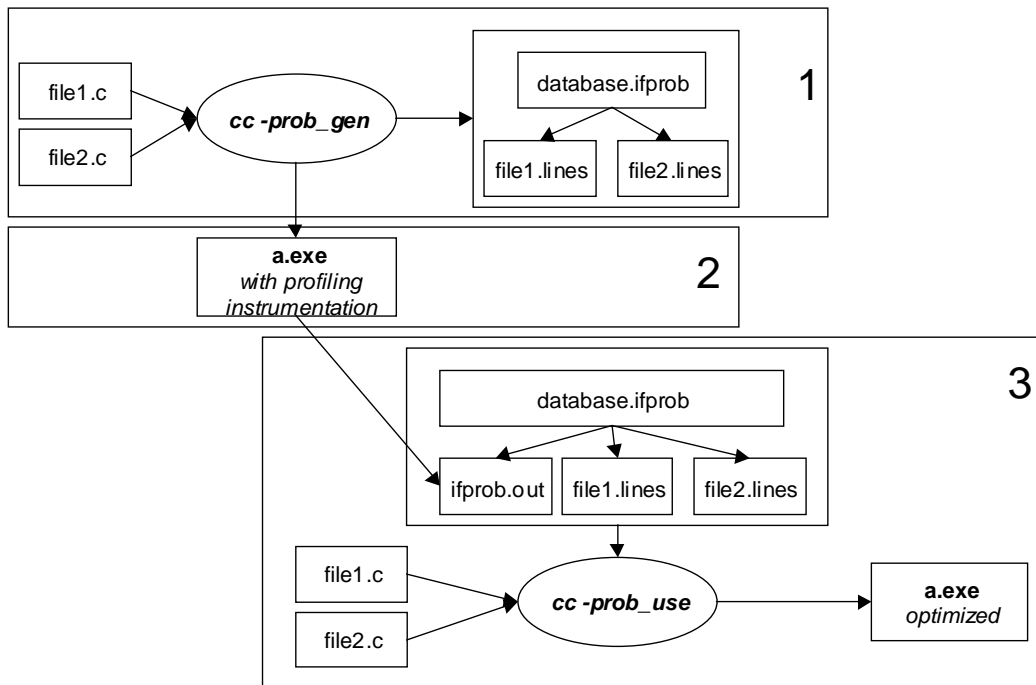 file1.c
file2.c
cc -prob_gen
database.ifprob
file1.lines
file2.lines
1
a.exe
with profiling
instrumentation
2
3
database.ifprob
ifprob.out
file1.lines
file2.lines
file1.c
file2.c
cc -prob_use
a.exe
optimized